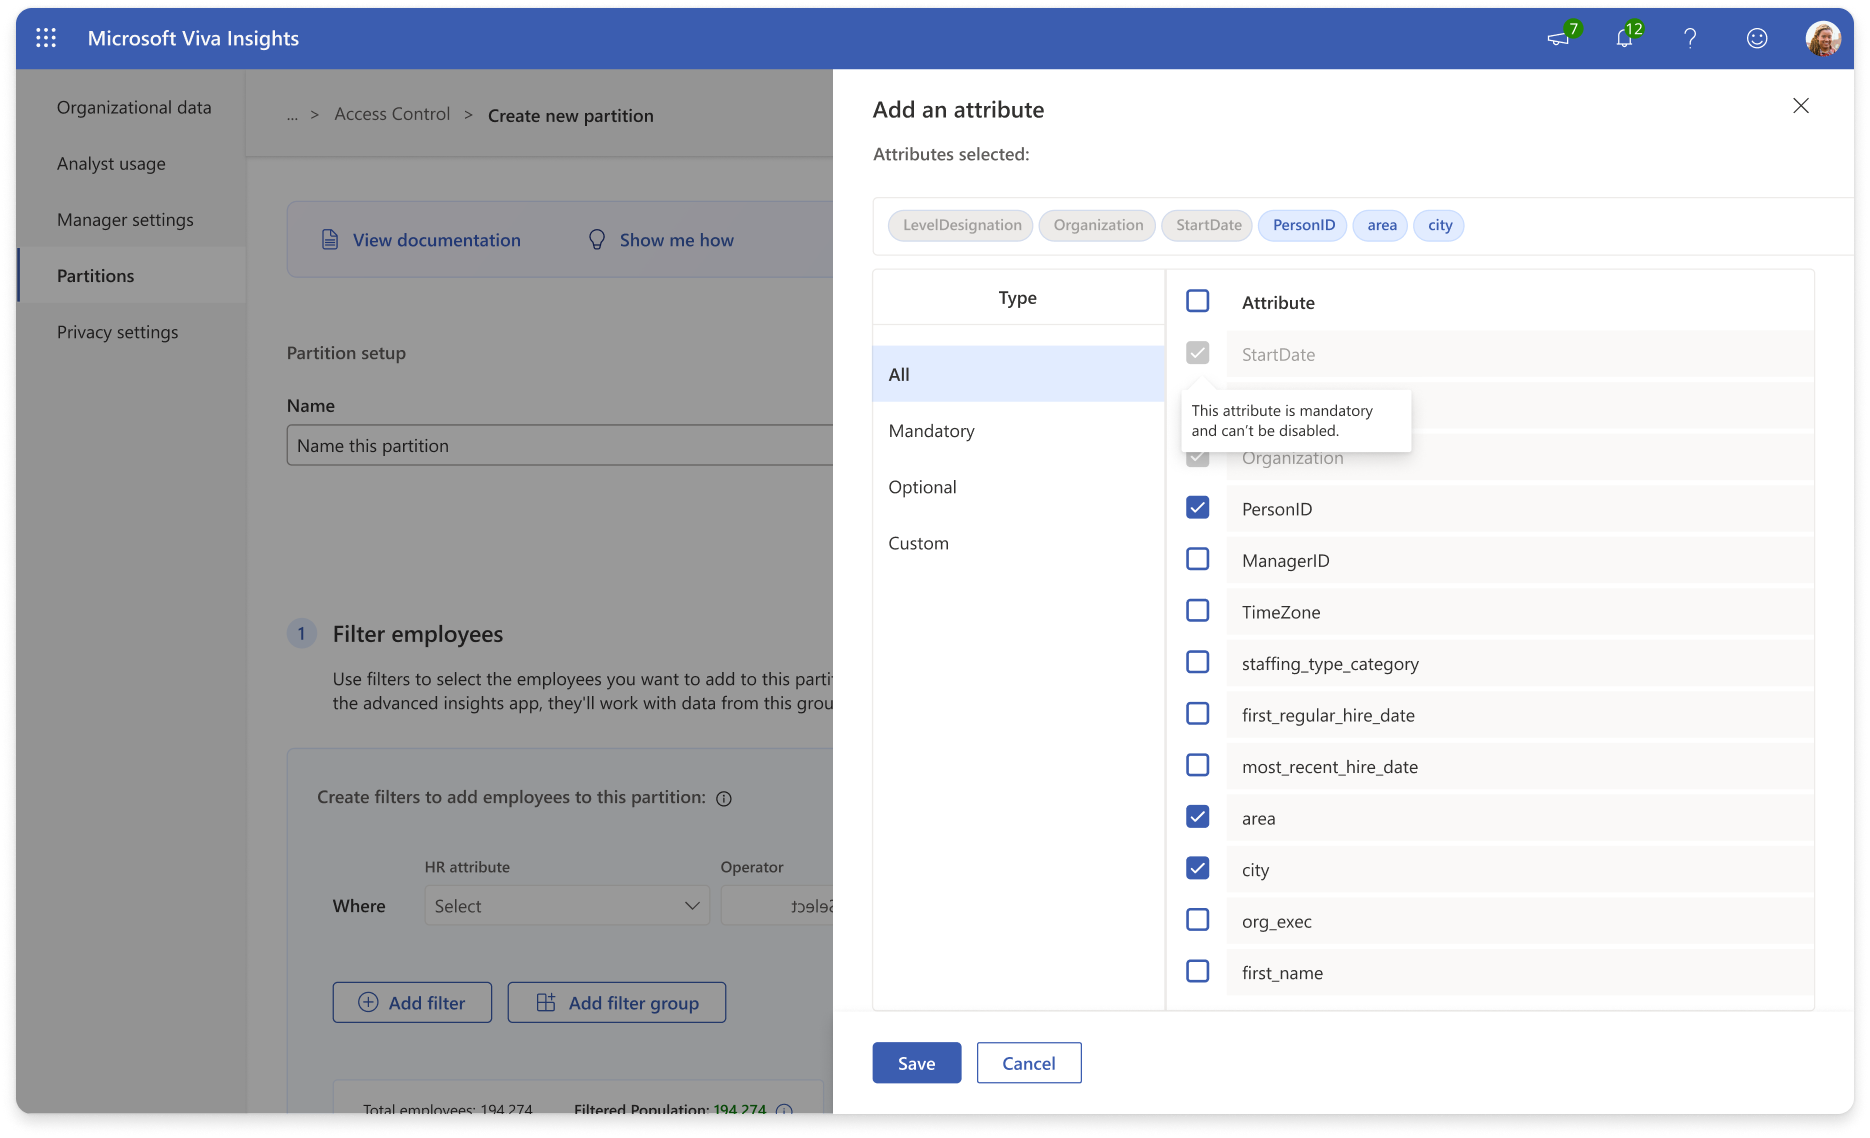 Microsoft Viva Insights
7
12
Organizational data
Analyst usage
Manager settings
Partitions
Privacy settings
... > Access Control > Create new partition
View documentation
Show me how
Partition setup
Name
Name this partition
1
Filter employees
Use filters to select the employees you want to add to this parti
the advanced insights app, they'll work with data from this grou
Create filters to add employees to this partition:
HR attribute
Operator
Where
Select
Select
Add filter
Add filter group
Total employees: 194,274
Filtered Population: 194,274
Add an attribute
Attributes selected:
LevelDesignation
Organization
StartDate
PersonID
area
city
Type
All
Mandatory
Optional
Custom
Attribute
StartDate
This attribute is mandatory
and can't be disabled.
Organization
PersonID
ManagerID
TimeZone
staffing_type_category
first_regular_hire_date
most_recent_hire_date
area
city
org_exec
first_name
Save
Cancel